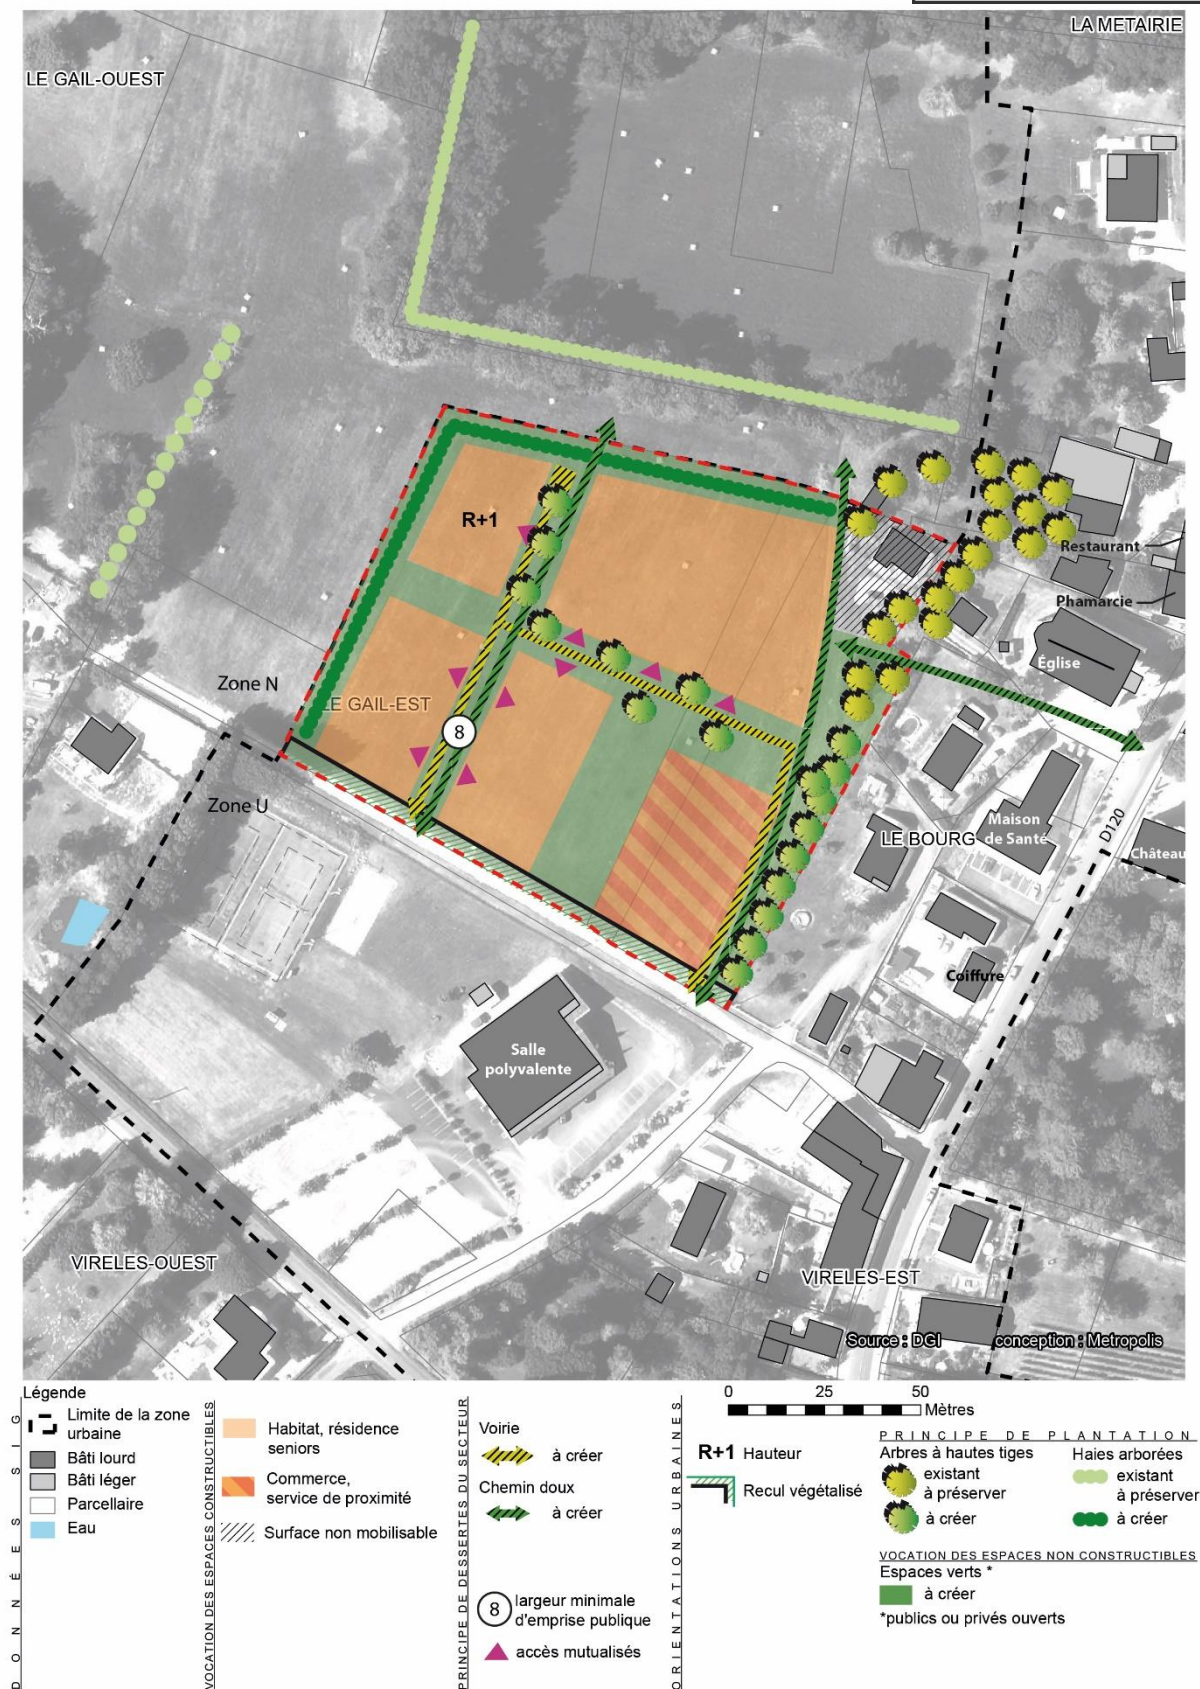 LA METAIRIE
LE GAIL-OUEST
R+1
Restaurant
Phamarcie
Église
Zone N
LE GAIL-EST
8
Zone U
LE BOURG
Maison
de Santé
D120
Château
Coiffure
Salle
polyvalente
VIRELES-OUEST
VIRELES-EST
Source : DGI
conception : Metropolis
Légende
DONNÉES SIG
Limite de la zone
urbaine
Bâti lourd
Bâti léger
Parcellaire
Eau
VOCATION DES ESPACES CONSTRUCTIBLES
Habitat, résidence
seniors
Commerce,
service de proximité
Surface non mobilisable
PRINCIPE DE DESSERTES DU SECTEUR
Voirie
à créer
Chemin doux
à créer
8
largeur minimale
d'emprise publique
accès mutualisés
ORIENTATIONS URBAINES
0 25 50
Mètres
R+1 Hauteur
Recul végétalisé
PRINCIPE DE PLANTATION
Arbres à hautes tiges
existant
à préserver
à créer
Haies arborées
existant
à préserver
à créer
VOCATION DES ESPACES NON CONSTRUCTIBLES
Espaces verts *
à créer
*publics ou privés ouverts